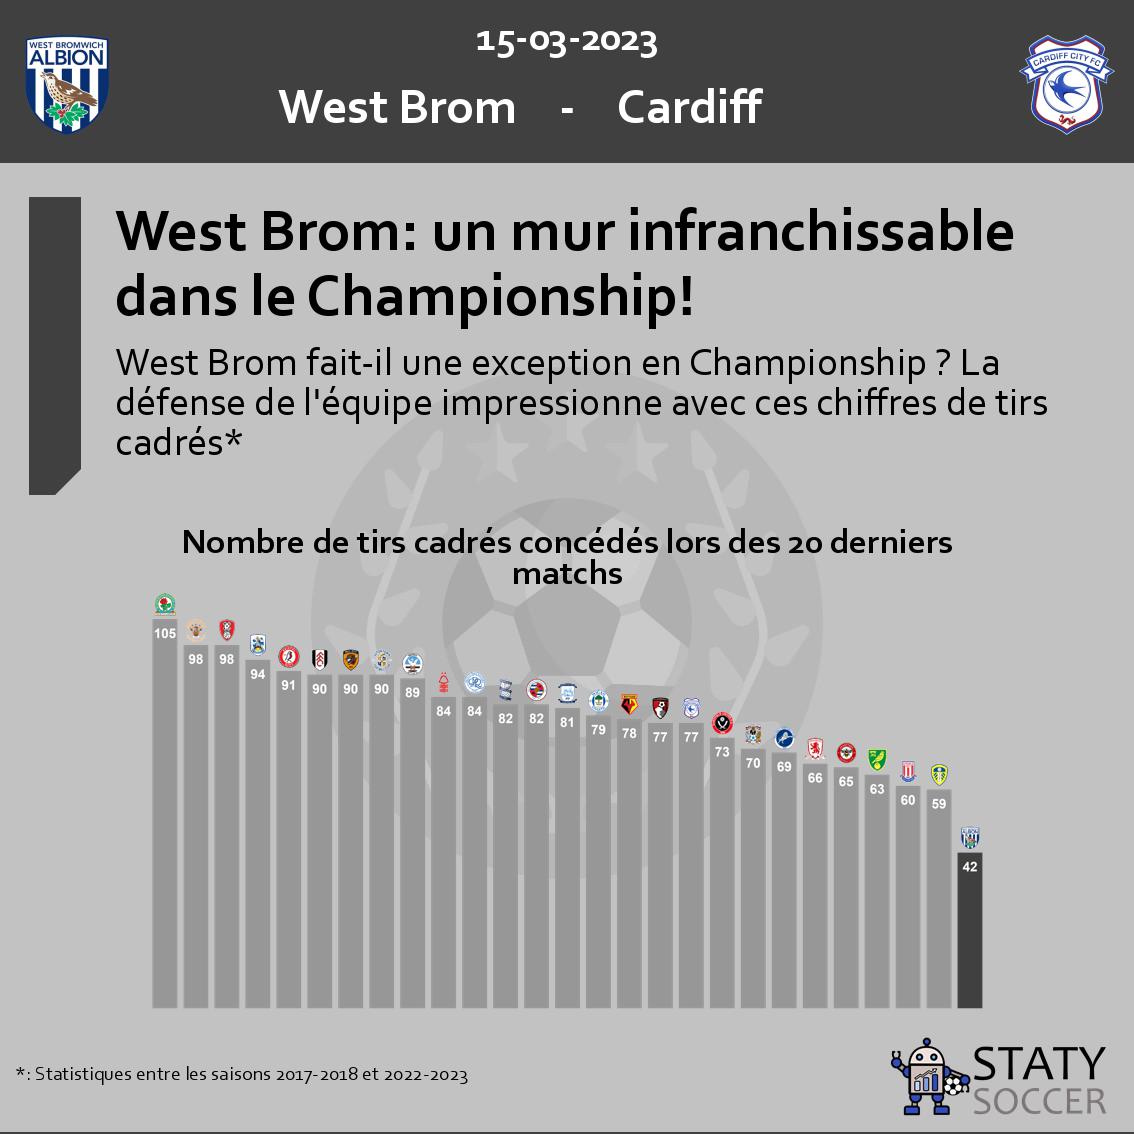 15-03-2023
West Brom - Cardiff
WEST BROMWICH
ALBION
CARDIFF CITY FC
West Brom: un mur infranchissable
dans le Championship!
West Brom fait-il une exception en Championship ? La
défense de l'équipe impressionne avec ces chiffres de tirs
cadrés*
Nombre de tirs cadrés concédés lors des 20 derniers
matchs
105 98 98 94 91 90 90 90 89 84 84 82 82 81 79 78 77 77 73 70 69 66 65 63 60 59 42
*: Statistiques entre les saisons 2017-2018 et 2022-2023
STATY
SOCCER